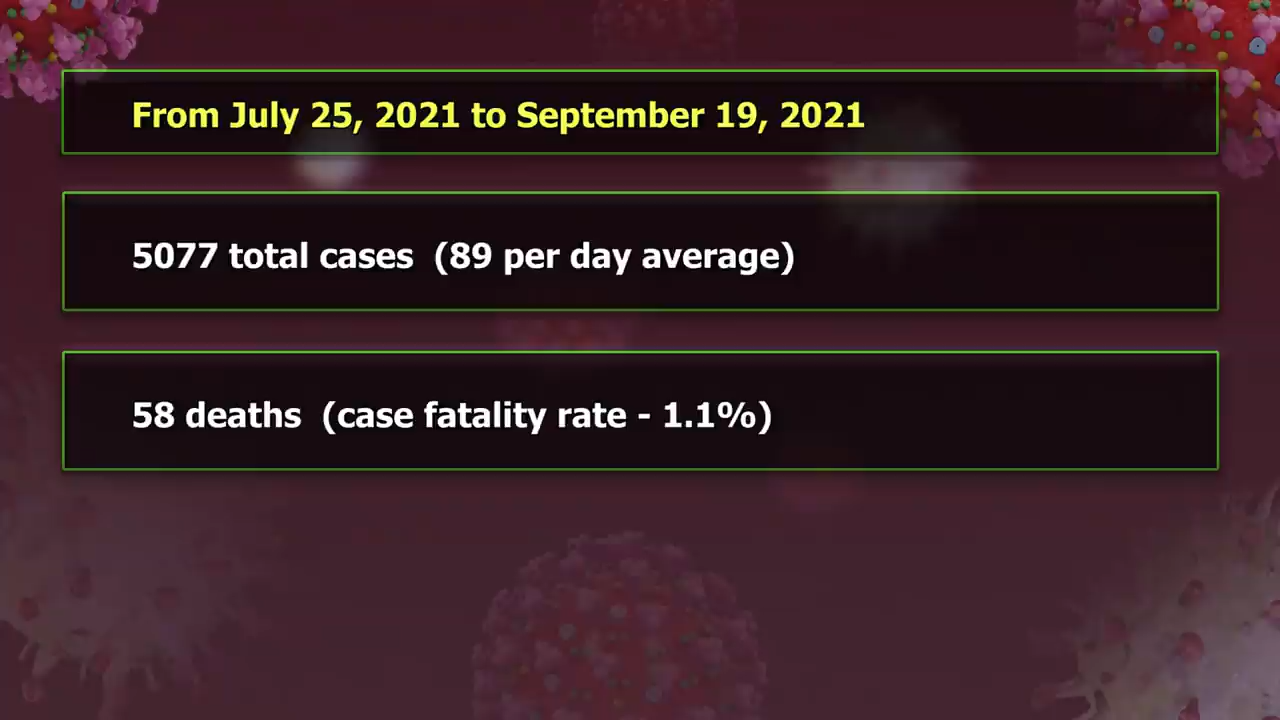 From July 25, 2021 to September 19, 2021
5077 total cases (89 per day average)
58 deaths (case fatality rate - 1.1%)